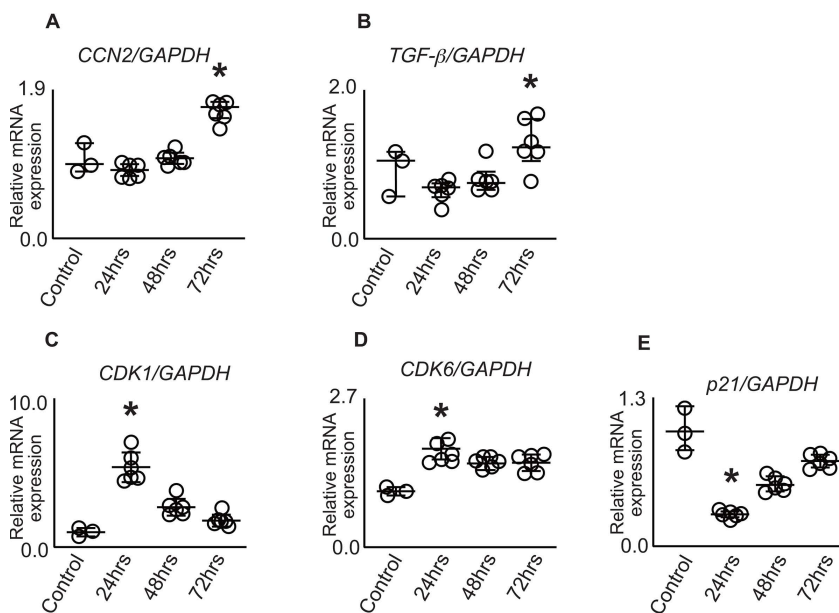 A
CCN2/GAPDH
1.9
Relative mRNA
expression
0.0
*
Control
24hrs
48hrs
72hrs
B
TGF-β/GAPDH
2.0
Relative mRNA
expression
0.0
*
Control
24hrs
48hrs
72hrs
C
CDK1/GAPDH
10.0
Relative mRNA
expression
0.0
*
Control
24hrs
48hrs
72hrs
D
CDK6/GAPDH
2.7
Relative mRNA
expression
0.0
*
Control
24hrs
48hrs
72hrs
E
p21/GAPDH
1.3
Relative mRNA
expression
0.0
*
Control
24hrs
48hrs
72hrs